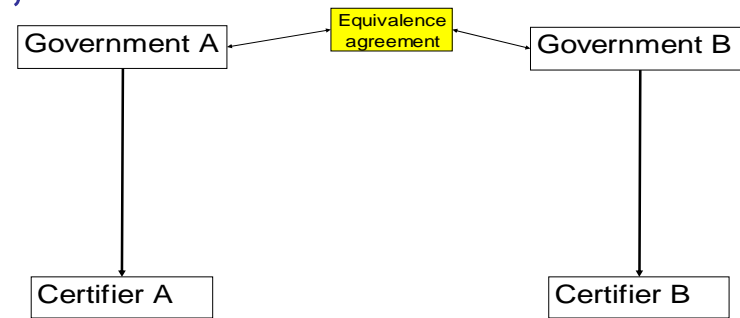 Equivalence
agreement
Government A
Government B
Certifier A
Certifier B